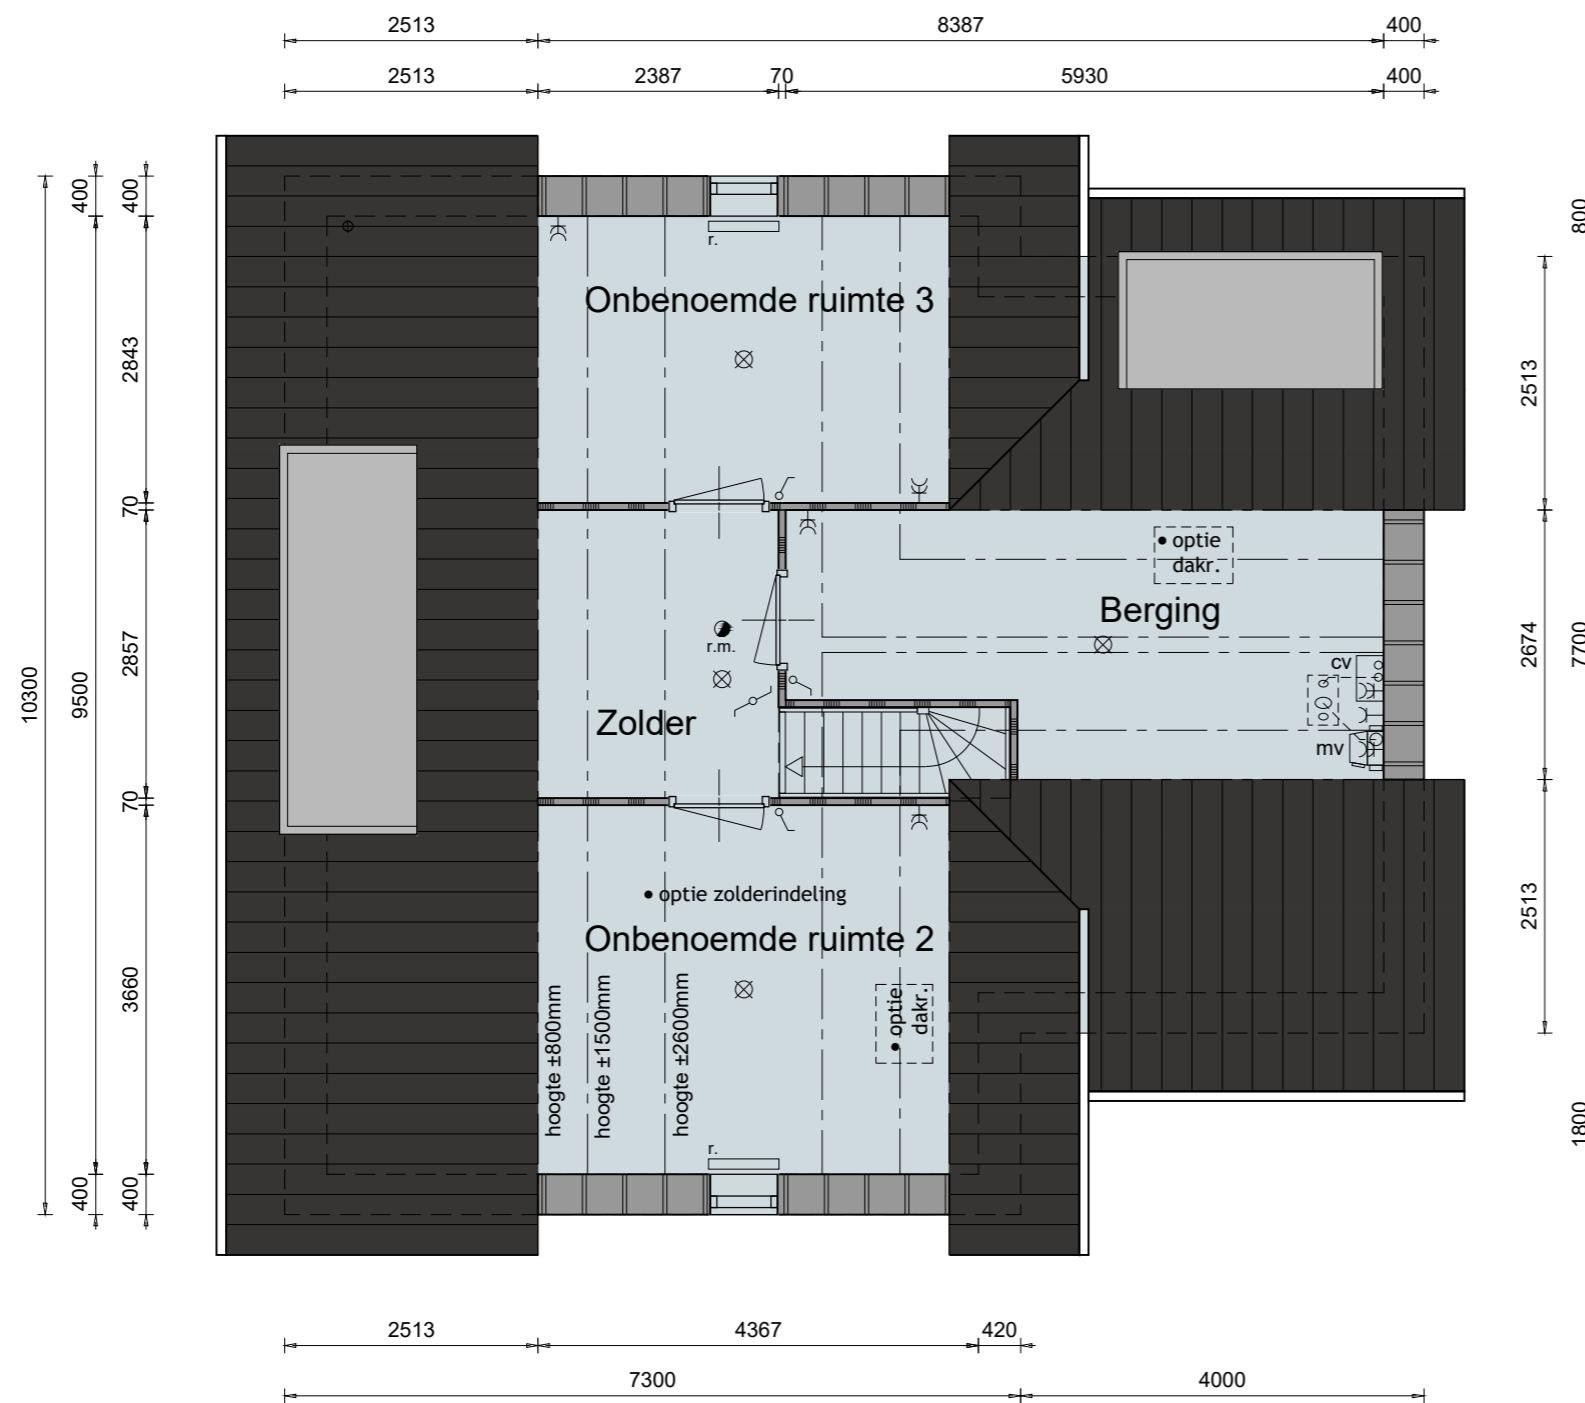 2513 8387 400
2513 2387 70 5930 400
10300
9500
400
400
400
400
2843
70
2857
70
3660
800
2513
2674
7700
2513
1800
r.
Onbenoemde ruimte 3
• optie
dakr.
Berging
r.m.
cv
mv
Zolder
• optie zolderindeling
Onbenoemde ruimte 2
hoogte ±800mm
hoogte ±1500mm
hoogte ±2600mm
• optie
dakr.
r.
2513 4367 420
7300 4000